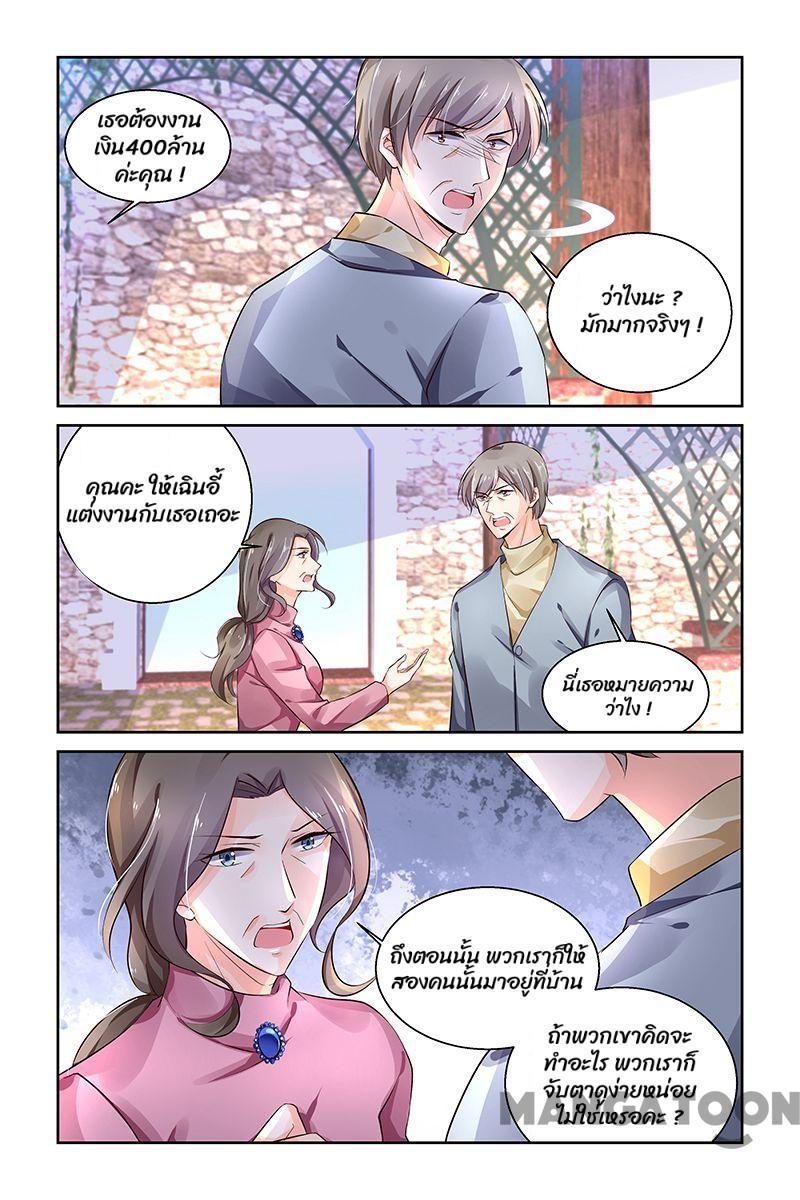 เธอต้องงาน
เงิน400ล้าน
ค่ะคุณ !
ว่าไงนะ ?
มักมากจริงๆ !
คุณคะ ให้เฉินอี้
แต่งงานกับเธอเถอะ
นี่เธอหมายความ
ว่าไง !
ถึงตอนนั้น พวกเราก็ให้
สองคนนั้นมาอยู่ที่บ้าน
ถ้าพวกเขาคิดจะ
ทำอะไร พวกเราก็
จับตาดูง่ายหน่อย
ไม่ใช่เหรอคะ ?
MANGATOON